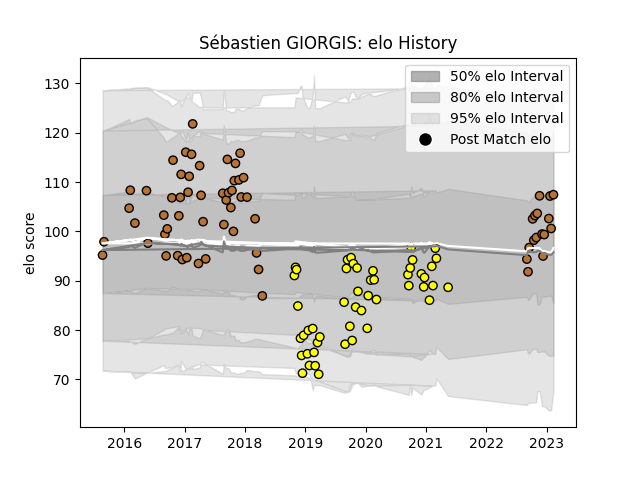 Sébastien GIORGIS: elo History
50% elo Interval
80% elo Interval
95% elo Interval
Post Match elo
elo score
130
120
110
100
90
80
70
2016 2017 2018 2019 2020 2021 2022 2023